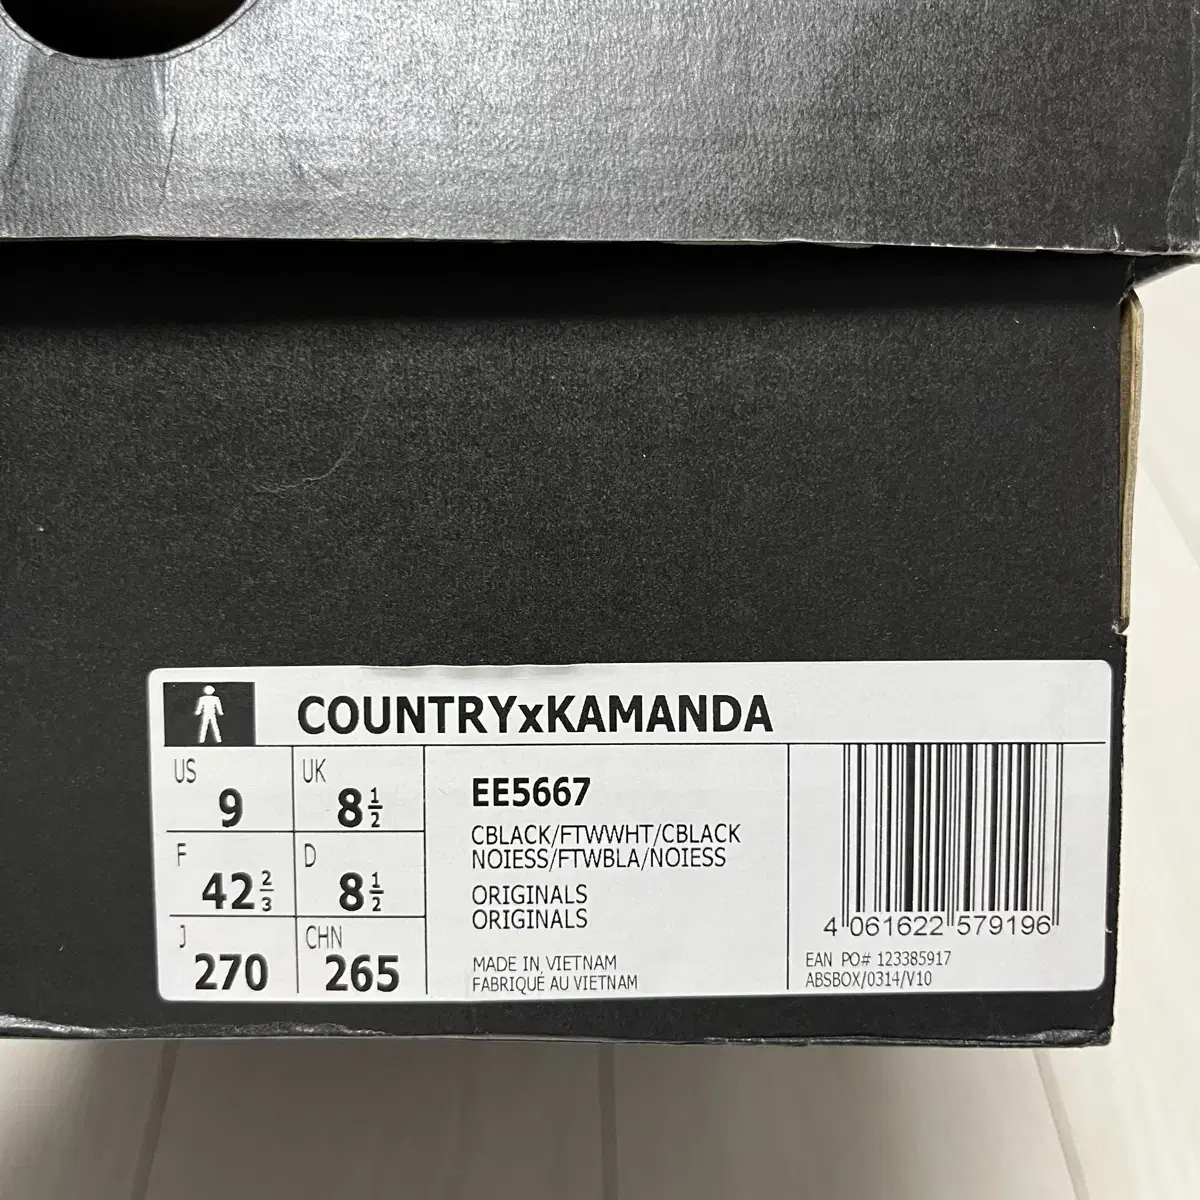 COUNTRYxKAMANDA
US 9 UK 8 1/2
F 42 2/3 D 8 1/2
J 270 CHN 265
EE5667
CBLACK/FTWWHT/CBLACK
NOIESS/FTWBLA/NOIESS
ORIGINALS
ORIGINALS
MADE IN VIETNAM
FABRIQUÉ AU VIETNAM
4 061622 579196
EAN PO# 123385917
ABSBOX/0314/V10